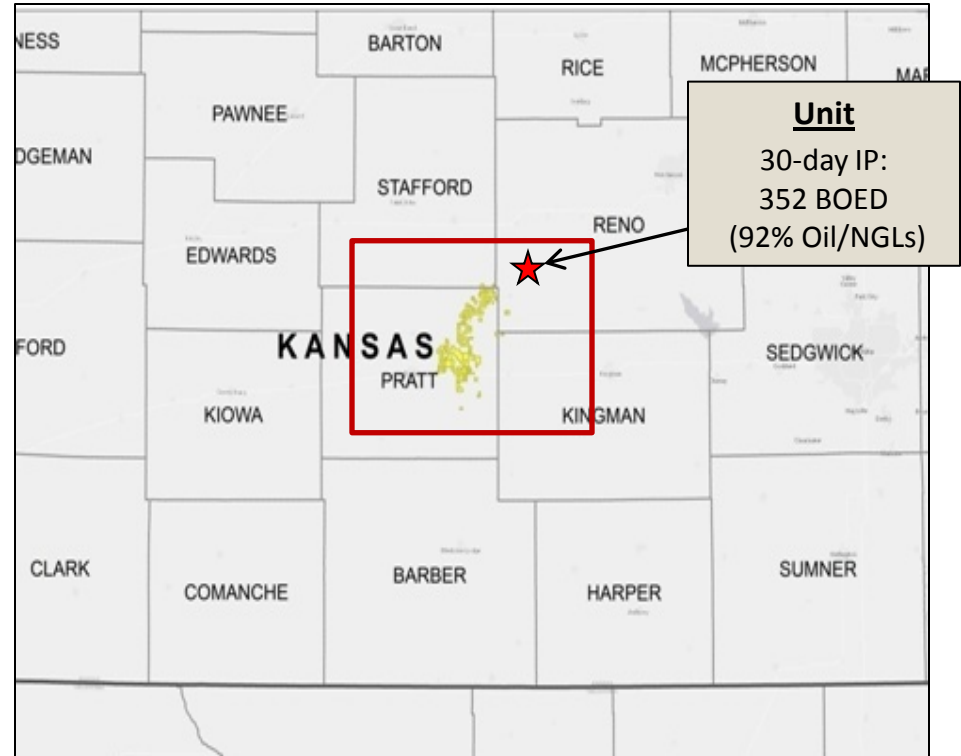 NESS
BARTON
RICE
MCPHERSON
MAR
PAWNEE
DGEMAN
STAFFORD
RENO
EDWARDS
Unit
30-day IP:
352 BOED
(92% Oil/NGLs)
FORD
KANSAS
PRATT
SEDGWICK
KIOWA
KINGMAN
CLARK
COMANCHE
BARBER
HARPER
SUMNER